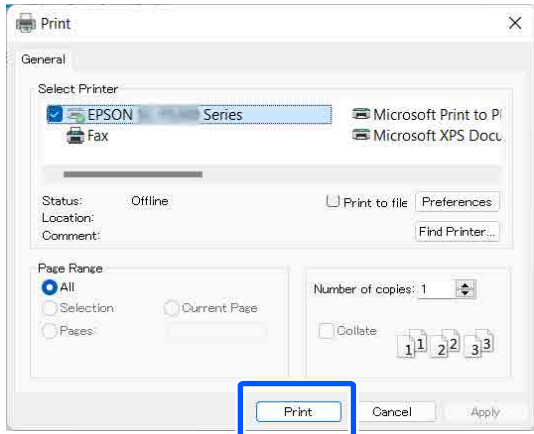 Print
General
Select Printer
EPSON Series
Microsoft Print to P
Fax
Microsoft XPS Docu
Status: Offline
Print to file Preferences
Location:
Comment:
Find Printer...
Page Range
All
Number of copies: 1
Selection Current Page
Pages:
Collate
1 1 2 2 3 3
Print Cancel Apply